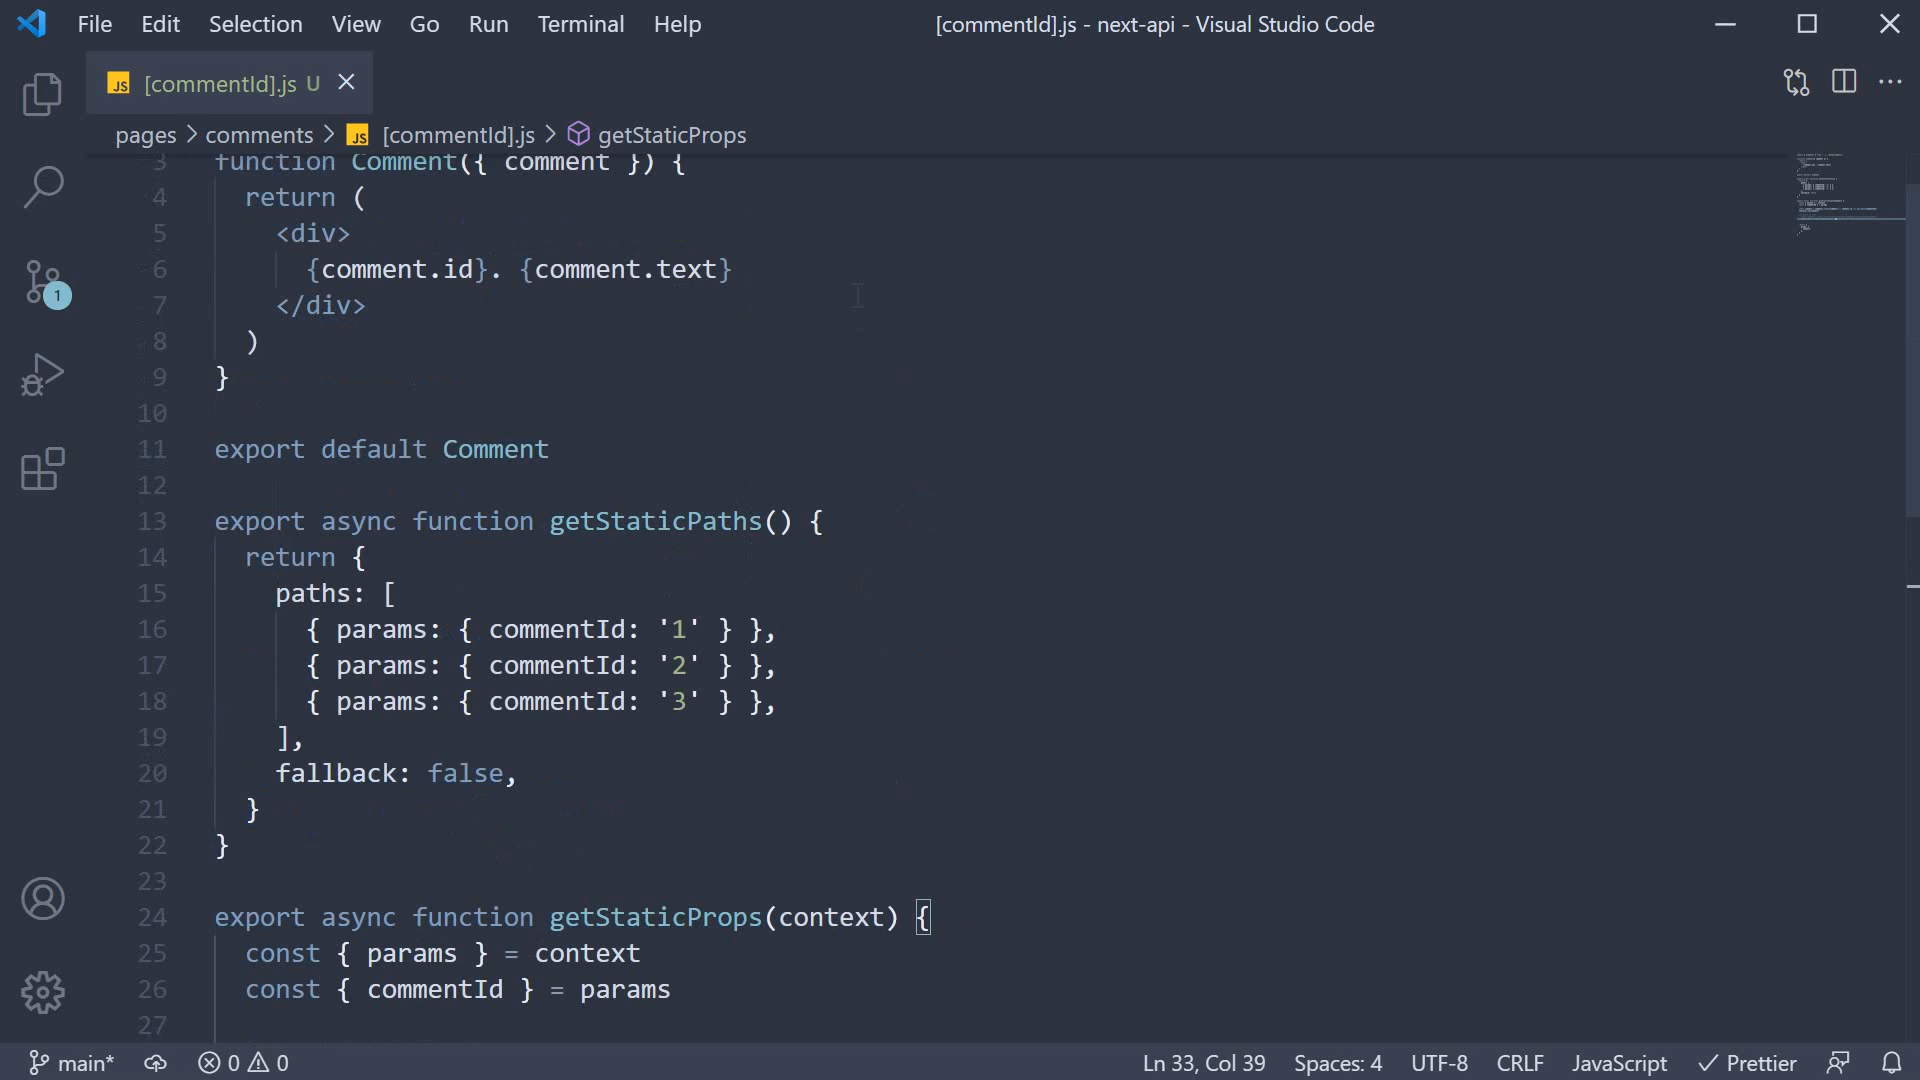 File Edit Selection View Go Run Terminal Help [commentId].js - next-api - Visual Studio Code
JS [commentId].js U
pages > comments > JS [commentId].js > getStaticProps
3 function Comment({ comment }) {
4 return (
5 <div>
6 {comment.id}. {comment.text}
7 </div>
8 )
9 }
10
11 export default Comment
12
13 export async function getStaticPaths() {
14 return {
15 paths: [
16 { params: { commentId: '1' } },
17 { params: { commentId: '2' } },
18 { params: { commentId: '3' } },
19 ],
20 fallback: false,
21 }
22 }
23
24 export async function getStaticProps(context) {
25 const { params } = context
26 const { commentId } = params
27
1
main* 0 0 Ln 33, Col 39 Spaces: 4 UTF-8 CRLF JavaScript Prettier